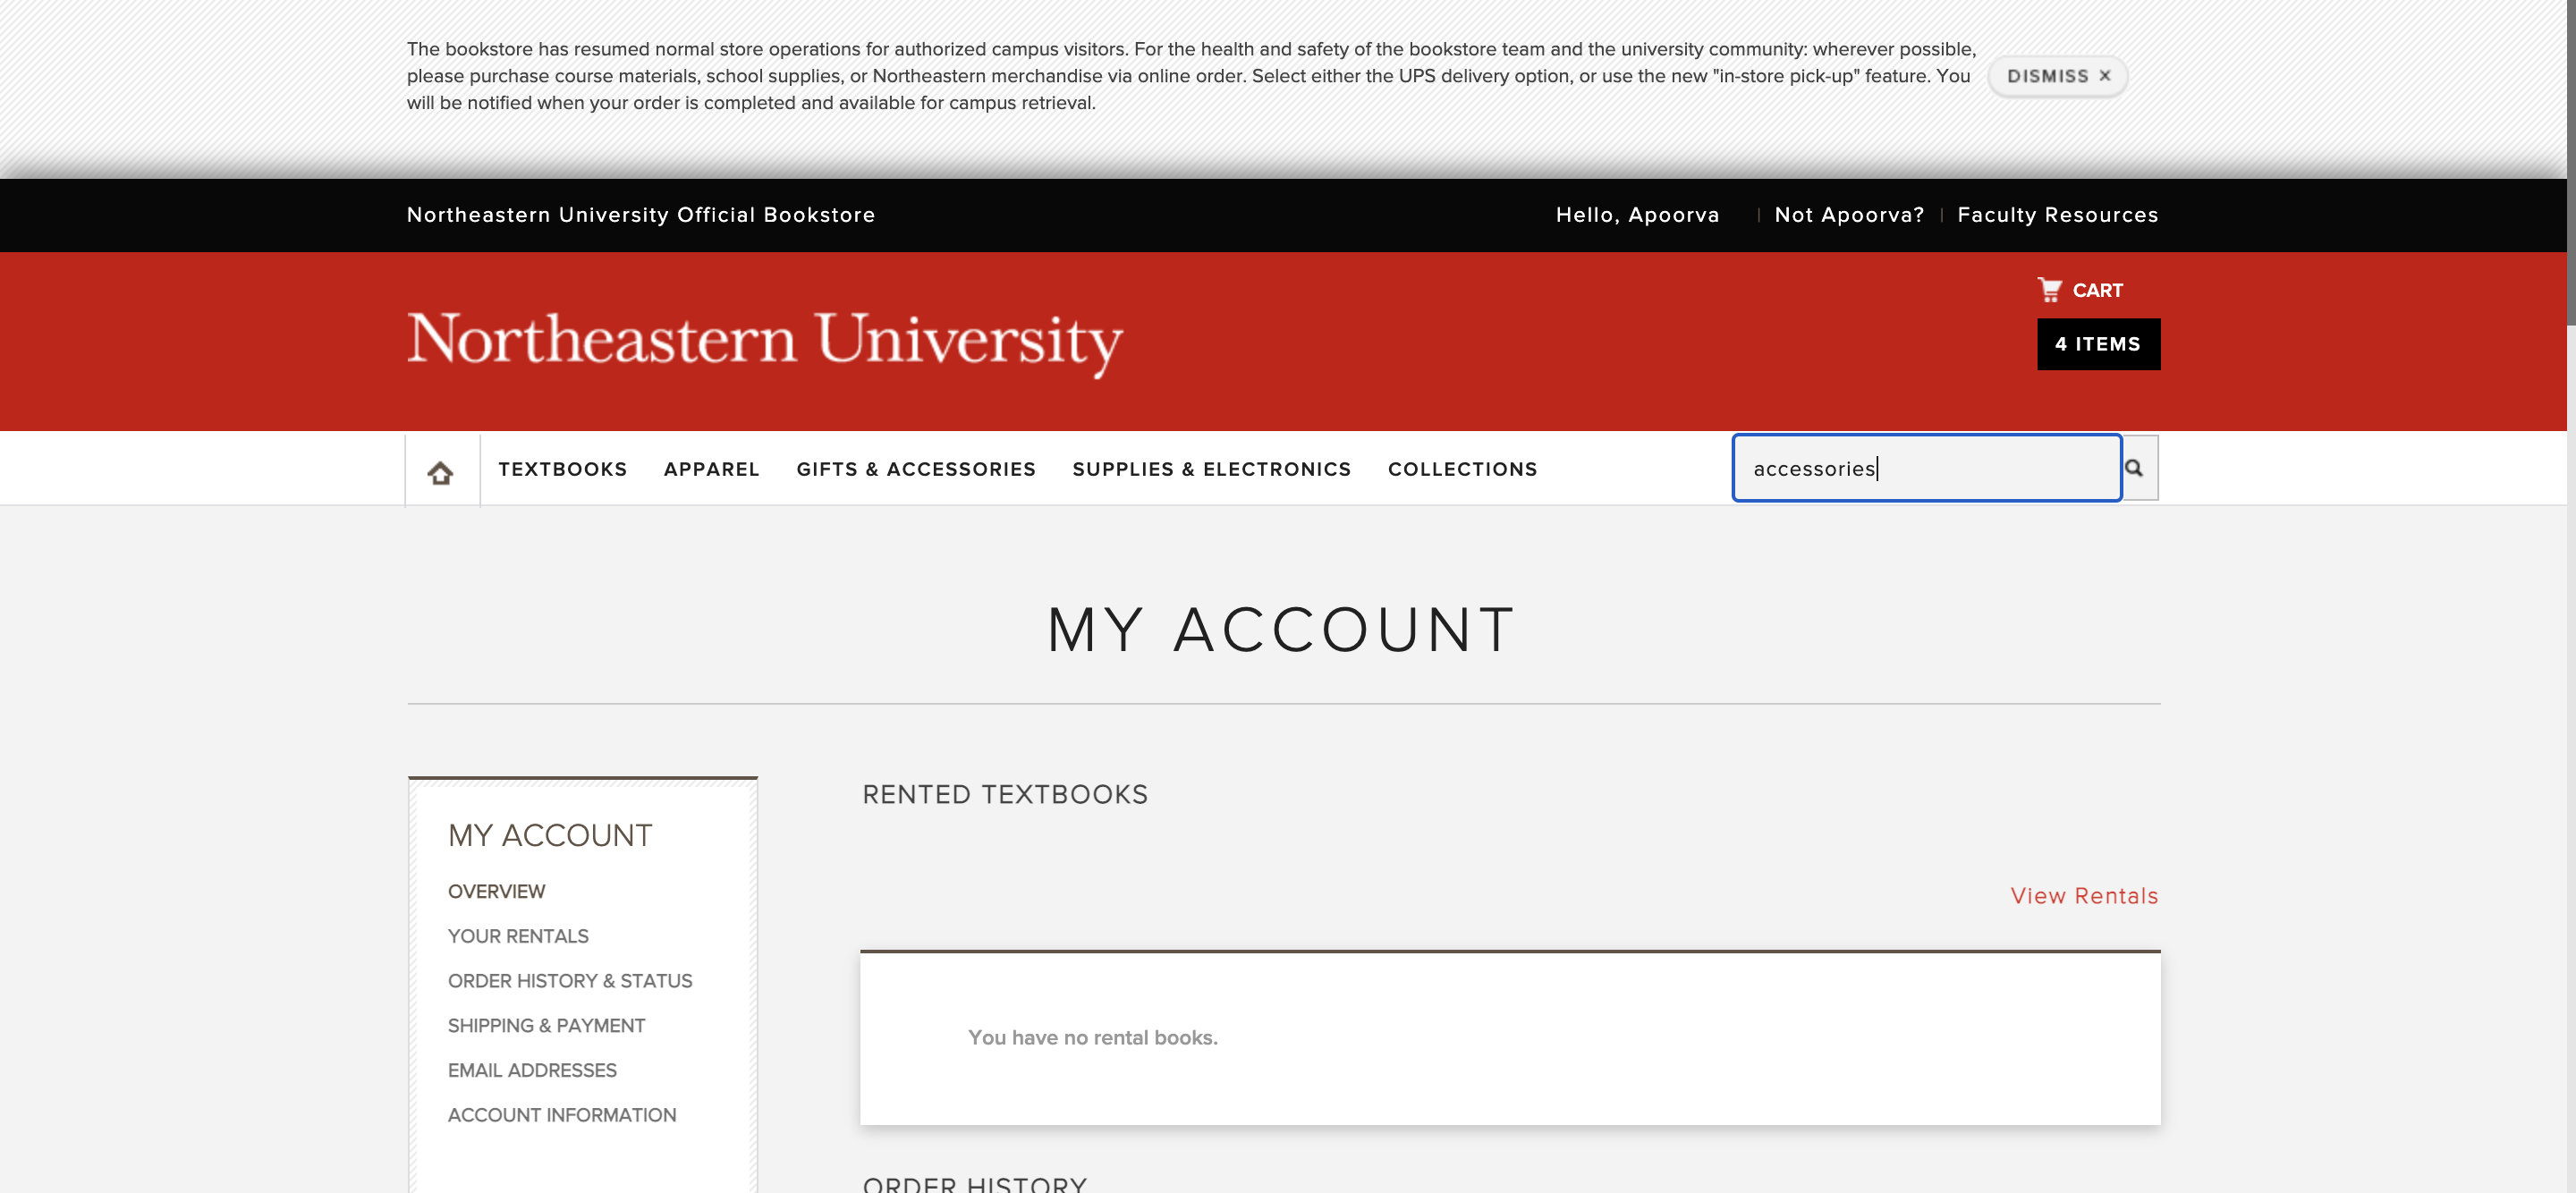 The bookstore has resumed normal store operations for authorized campus visitors. For the health and safety of the bookstore team and the university community: wherever possible,
please purchase course materials, school supplies, or Northeastern merchandise via online order. Select either the UPS delivery option, or use the new "in-store pick-up" feature. You
will be notified when your order is completed and available for campus retrieval.
DISMISS ×
Northeastern University Official Bookstore
Hello, Apoorva | Not Apoorva? | Faculty Resources
CART
Northeastern University
4 ITEMS
TEXTBOOKS APPAREL GIFTS & ACCESSORIES SUPPLIES & ELECTRONICS COLLECTIONS
accessories
MY ACCOUNT
RENTED TEXTBOOKS
MY ACCOUNT
OVERVIEW
YOUR RENTALS
ORDER HISTORY & STATUS
SHIPPING & PAYMENT
EMAIL ADDRESSES
ACCOUNT INFORMATION
View Rentals
You have no rental books.
ORDER HISTORY